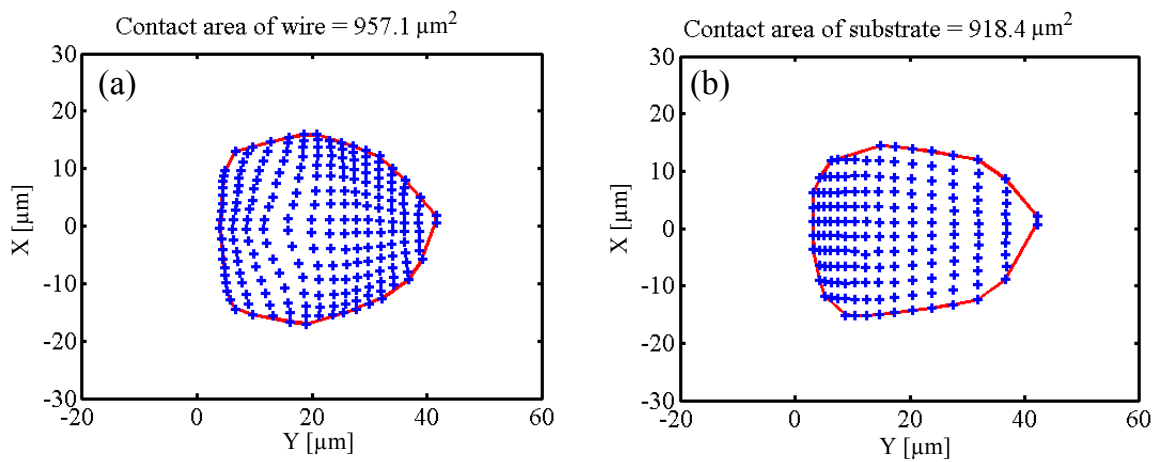 Contact area of wire = 957.1 µm²
(a)
30
20
10
0
-10
-20
-30
X [µm]
-20 0 20 40 60
Y [µm]
Contact area of substrate = 918.4 µm²
(b)
30
20
10
0
-10
-20
-30
X [µm]
-20 0 20 40 60
Y [µm]